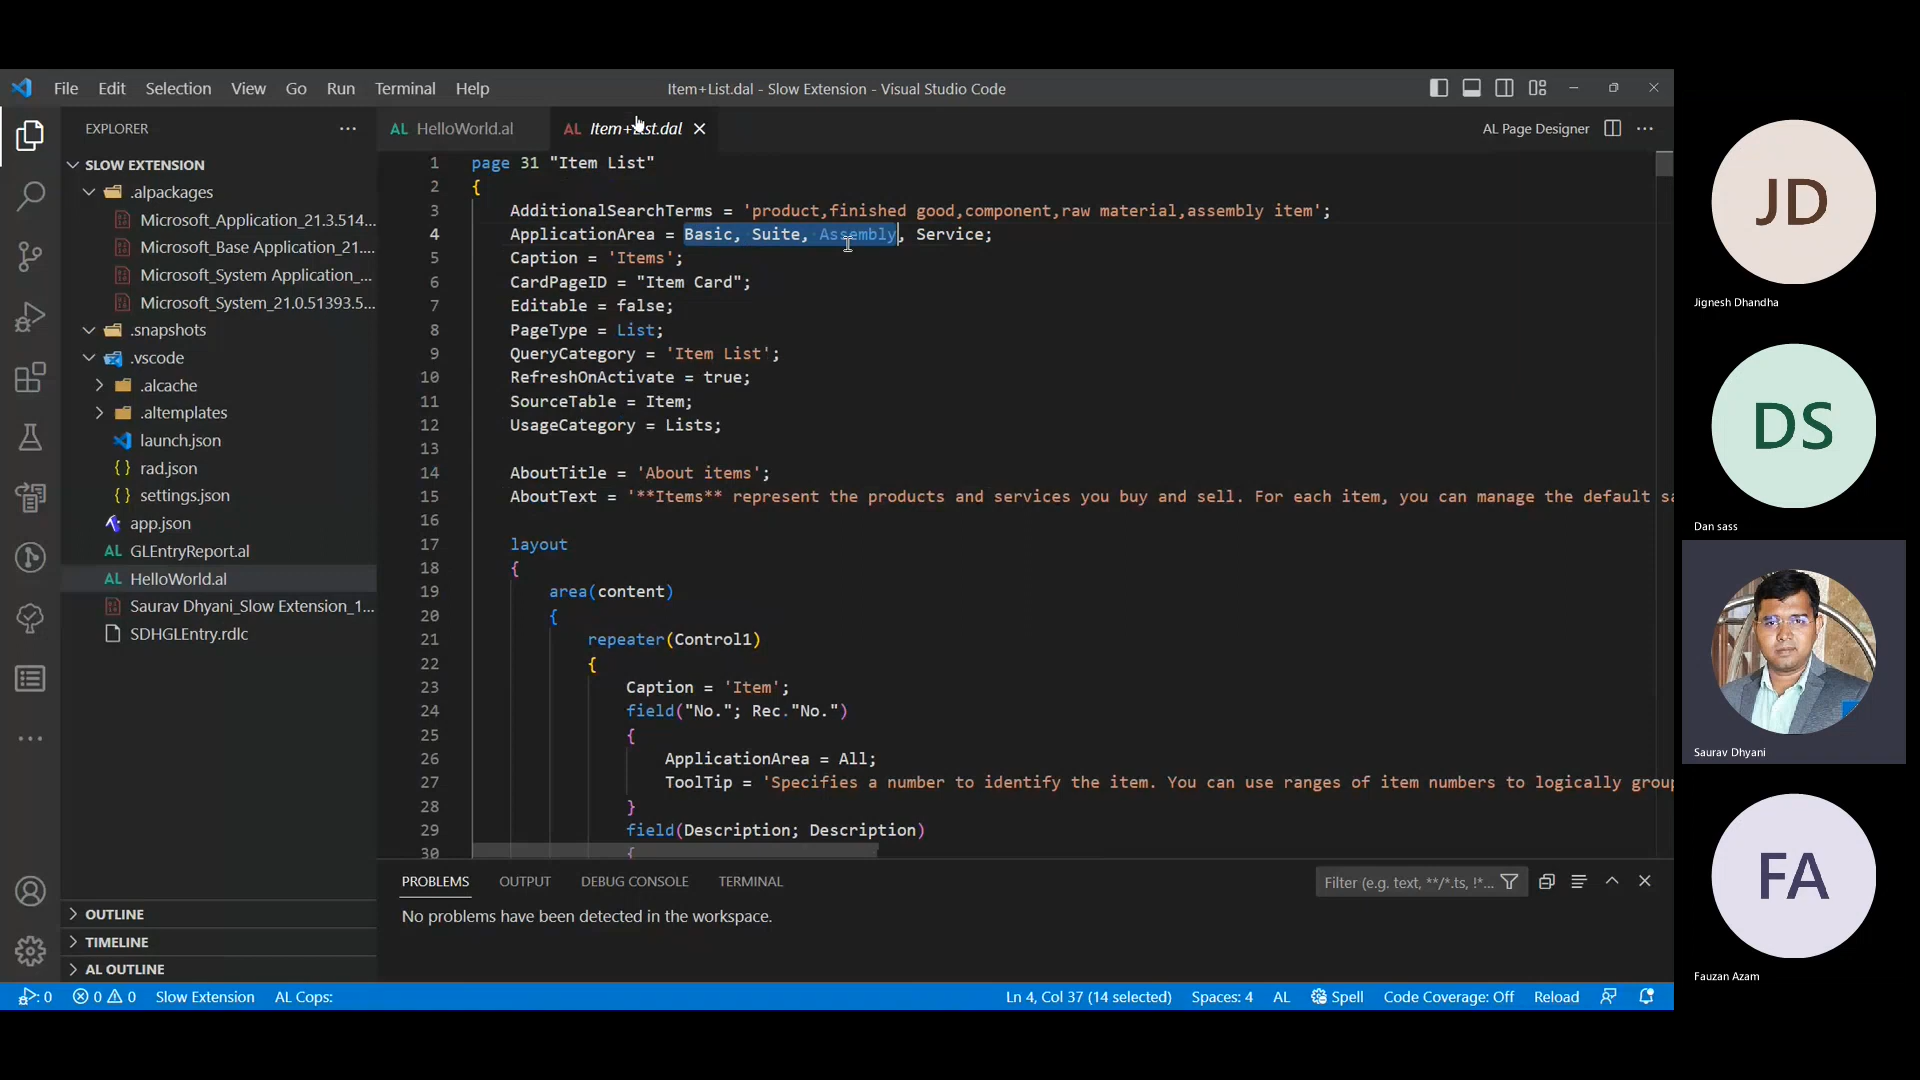 File Edit Selection View Go Run Terminal Help
Item+List.dal - Slow Extension - Visual Studio Code
EXPLORER
SLOW EXTENSION
.alpackages
Microsoft_Application_21.3.514...
Microsoft_Base Application_21....
Microsoft_System Application_...
Microsoft_System_21.0.51393.5...
.snapshots
.vscode
.alcache
.altemplates
launch.json
rad.json
settings.json
app.json
AL GLEntryReport.al
AL HelloWorld.al
Saurav Dhyani_Slow Extension_1...
SDHGLEntry.rdlc
OUTLINE
TIMELINE
AL OUTLINE
AL HelloWorld.al
AL Item+List.dal
AL Page Designer
1 page 31 "Item List"
2 {
3 AdditionalSearchTerms = 'product,finished good,component,raw material,assembly item';
4 ApplicationArea = Basic, Suite, Assembly, Service;
5 Caption = 'Items';
6 CardPageID = "Item Card";
7 Editable = false;
8 PageType = List;
9 QueryCategory = 'Item List';
10 RefreshOnActivate = true;
11 SourceTable = Item;
12 UsageCategory = Lists;
13
14 AboutTitle = 'About items';
15 AboutText = '**Items** represent the products and services you buy and sell. For each item, you can manage the default sa
16
17 layout
18 {
19 area(content)
20 {
21 repeater(Control1)
22 {
23 Caption = 'Item';
24 field("No."; Rec."No.")
25 {
26 ApplicationArea = All;
27 ToolTip = 'Specifies a number to identify the item. You can use ranges of item numbers to logically group
28 }
29 field(Description; Description)
30 {
PROBLEMS OUTPUT DEBUG CONSOLE TERMINAL
Filter (e.g. text, **/*.ts, !*...
No problems have been detected in the workspace.
0 0 0 Slow Extension AL Cops:
Ln 4, Col 37 (14 selected) Spaces: 4 AL Spell Code Coverage: Off Reload
JD
Jignesh Dhandha
DS
Dan sass
Saurav Dhyani
FA
Fauzan Azam